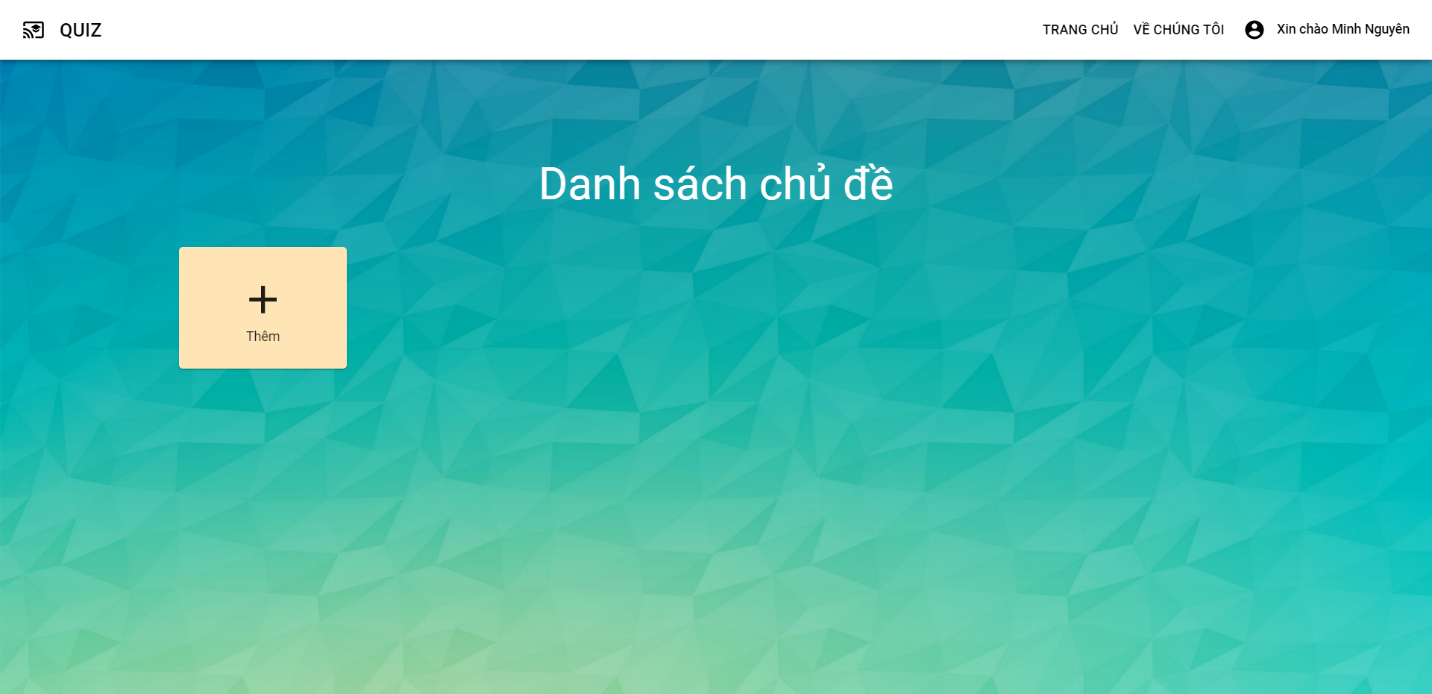 QUIZ
TRANG CHỦ VỀ CHÚNG TÔI Xin chào Minh Nguyên
Danh sách chủ đề
Thêm